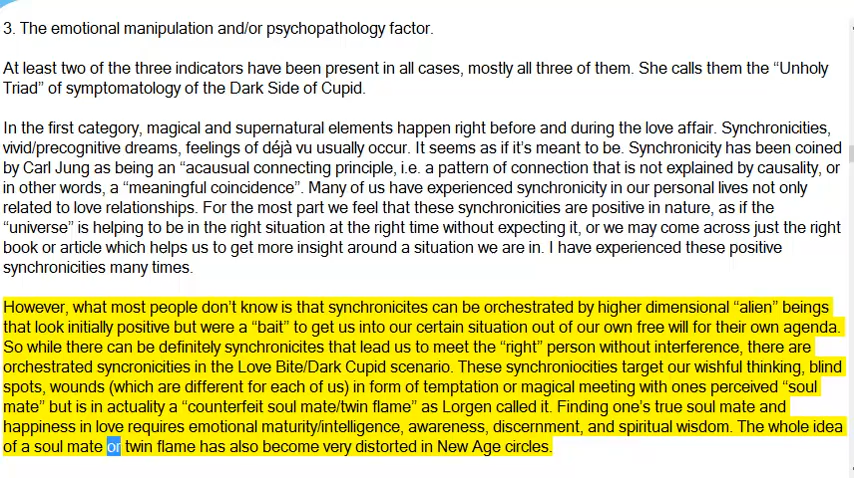 3. The emotional manipulation and/or psychopathology factor.
At least two of the three indicators have been present in all cases, mostly all three of them. She calls them the “Unholy
Triad” of symptomatology of the Dark Side of Cupid.
In the first category, magical and supernatural elements happen right before and during the love affair. Synchronicities,
vivid/precognitive dreams, feelings of déjà vu usually occur. It seems as if it’s meant to be. Synchronicity has been coined
by Carl Jung as being an “acausual connecting principle, i.e. a pattern of connection that is not explained by causality, or
in other words, a “meaningful coincidence”. Many of us have experienced synchronicity in our personal lives not only
related to love relationships. For the most part we feel that these synchronicities are positive in nature, as if the
“universe” is helping to be in the right situation at the right time without expecting it, or we may come across just the right
book or article which helps us to get more insight around a situation we are in. I have experienced these positive
synchronicities many times.
However, what most people don’t know is that synchronicites can be orchestrated by higher dimensional “alien” beings
that look initially positive but were a “bait” to get us into our certain situation out of our own free will for their own agenda.
So while there can be definitely synchronicites that lead us to meet the “right” person without interference, there are
orchestrated syncronicities in the Love Bite/Dark Cupid scenario. These synchroniocities target our wishful thinking, blind
spots, wounds (which are different for each of us) in form of temptation or magical meeting with ones perceived “soul
mate” but is in actuality a “counterfeit soul mate/twin flame” as Lorgen called it. Finding one’s true soul mate and
happiness in love requires emotional maturity/intelligence, awareness, discernment, and spiritual wisdom. The whole idea
of a soul mate or twin flame has also become very distorted in New Age circles.